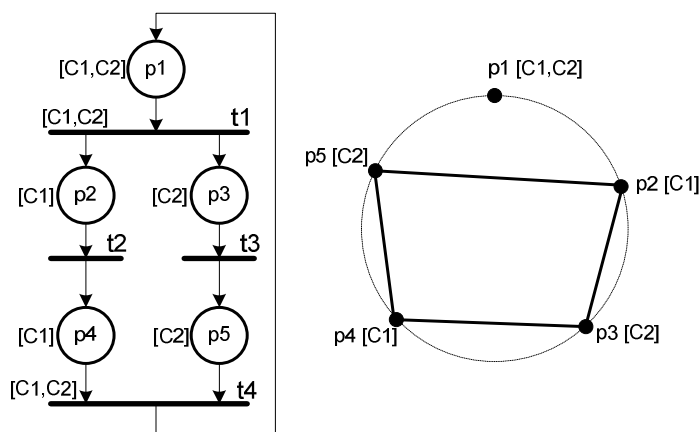 [C1,C2] p1
[C1,C2] t1
[C1] p2
[C2] p3
t2
t3
[C1] p4
[C2] p5
[C1,C2] t4
p1 [C1,C2]
p5 [C2]
p2 [C1]
p4 [C1]
p3 [C2]